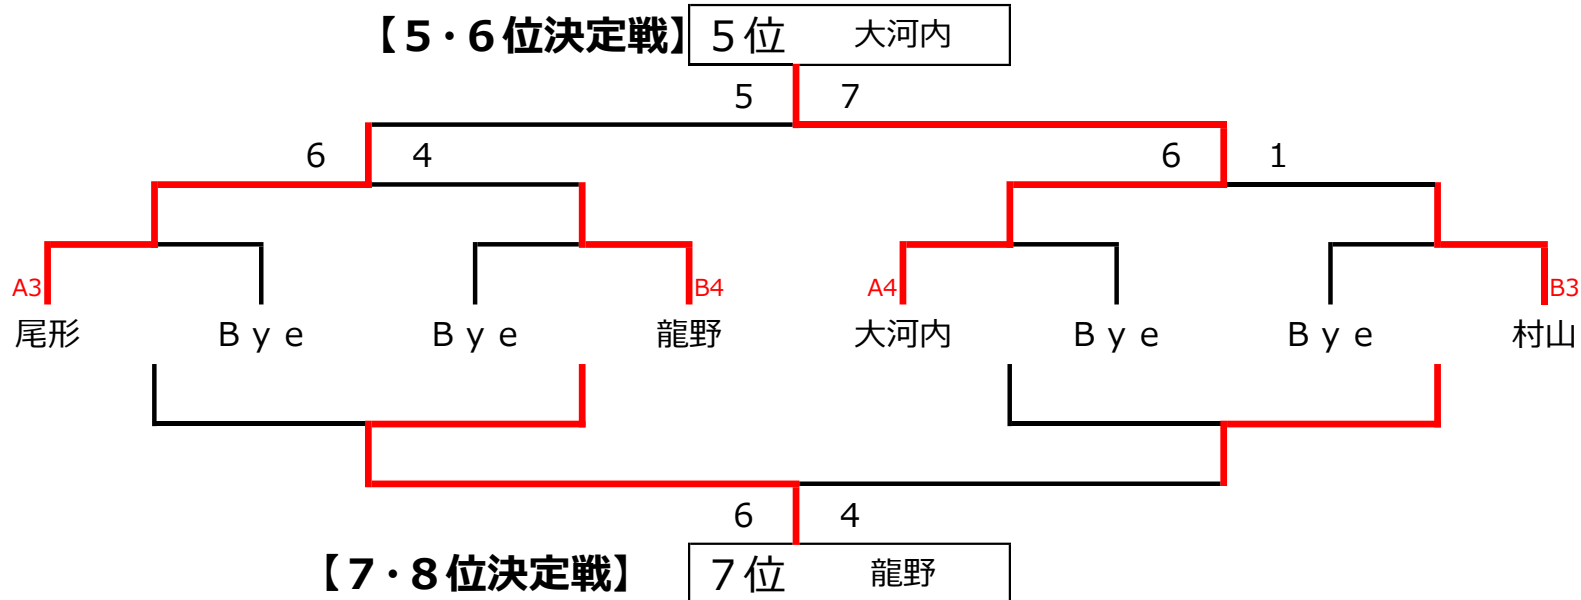 【５・６位決定戦】 ５位 大河内
5 7
6 4 6 1
A3 B4 A4 B3
尾形 Ｂｙｅ Ｂｙｅ 龍野 大河内 Ｂｙｅ Ｂｙｅ 村山
6 4
【７・８位決定戦】 ７位 龍野